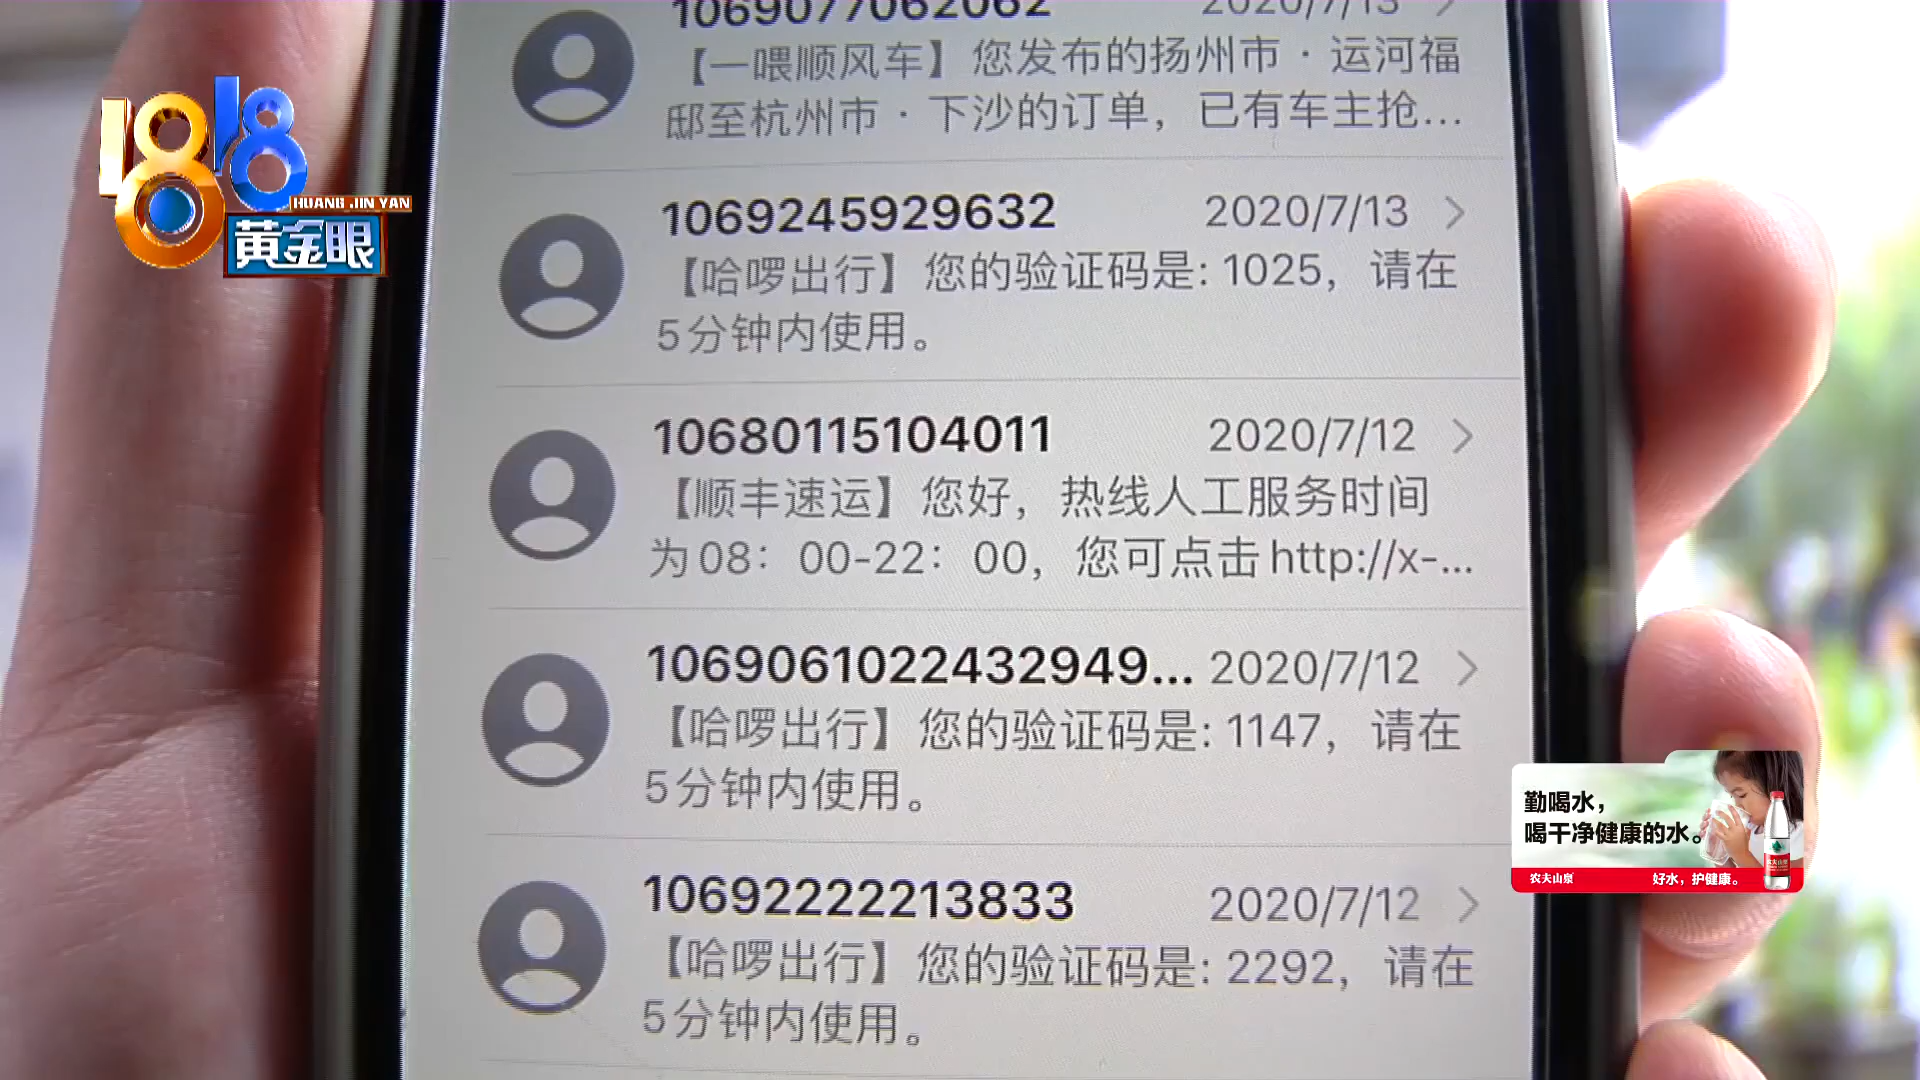 1069077062062 2020/7/13
【一喂顺风车】您发布的扬州市·运河福
邸至杭州市·下沙的订单，已有车主抢...
1818
HUANG JIN YAN
黄金眼
1069245929632 2020/7/13
【哈啰出行】您的验证码是: 1025，请在
5分钟内使用。
10680115104011 2020/7/12
【顺丰速运】您好，热线人工服务时间
为08：00-22：00，您可点击http://x-...
1069061022432949... 2020/7/12
【哈啰出行】您的验证码是: 1147，请在
5分钟内使用。
勤喝水，
喝干净健康的水。
农夫山泉 好水，护健康。
10692222213833 2020/7/12
【哈啰出行】您的验证码是: 2292，请在
5分钟内使用。